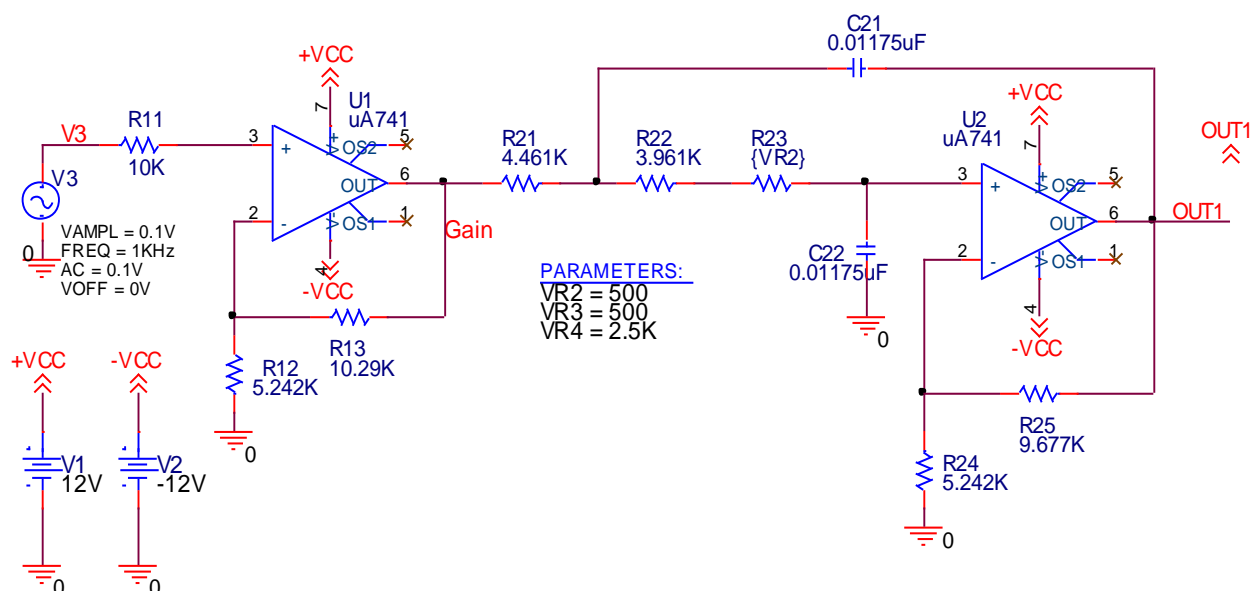 C21
0.01175uF
+VCC
7
U1
uA741
V3
R11
10K
3
+
V+
OS2
5
OUT
6
2
-
V-
OS1
1
4
-VCC
Gain
V3
VAMPL = 0.1V
FREQ = 1KHz
AC = 0.1V
VOFF = 0V
0
R21
4.461K
R22
3.961K
R23
{VR2}
+VCC
7
U2
uA741
3
+
V+
OS2
5
OUT
6
2
-
V-
OS1
1
4
-VCC
OUT1
OUT1
C22
0.01175uF
0
PARAMETERS:
VR2 = 500
VR3 = 500
VR4 = 2.5K
R13
10.29K
R12
5.242K
0
+VCC
-VCC
V1
12V
V2
-12V
0
0
R25
9.677K
R24
5.242K
0